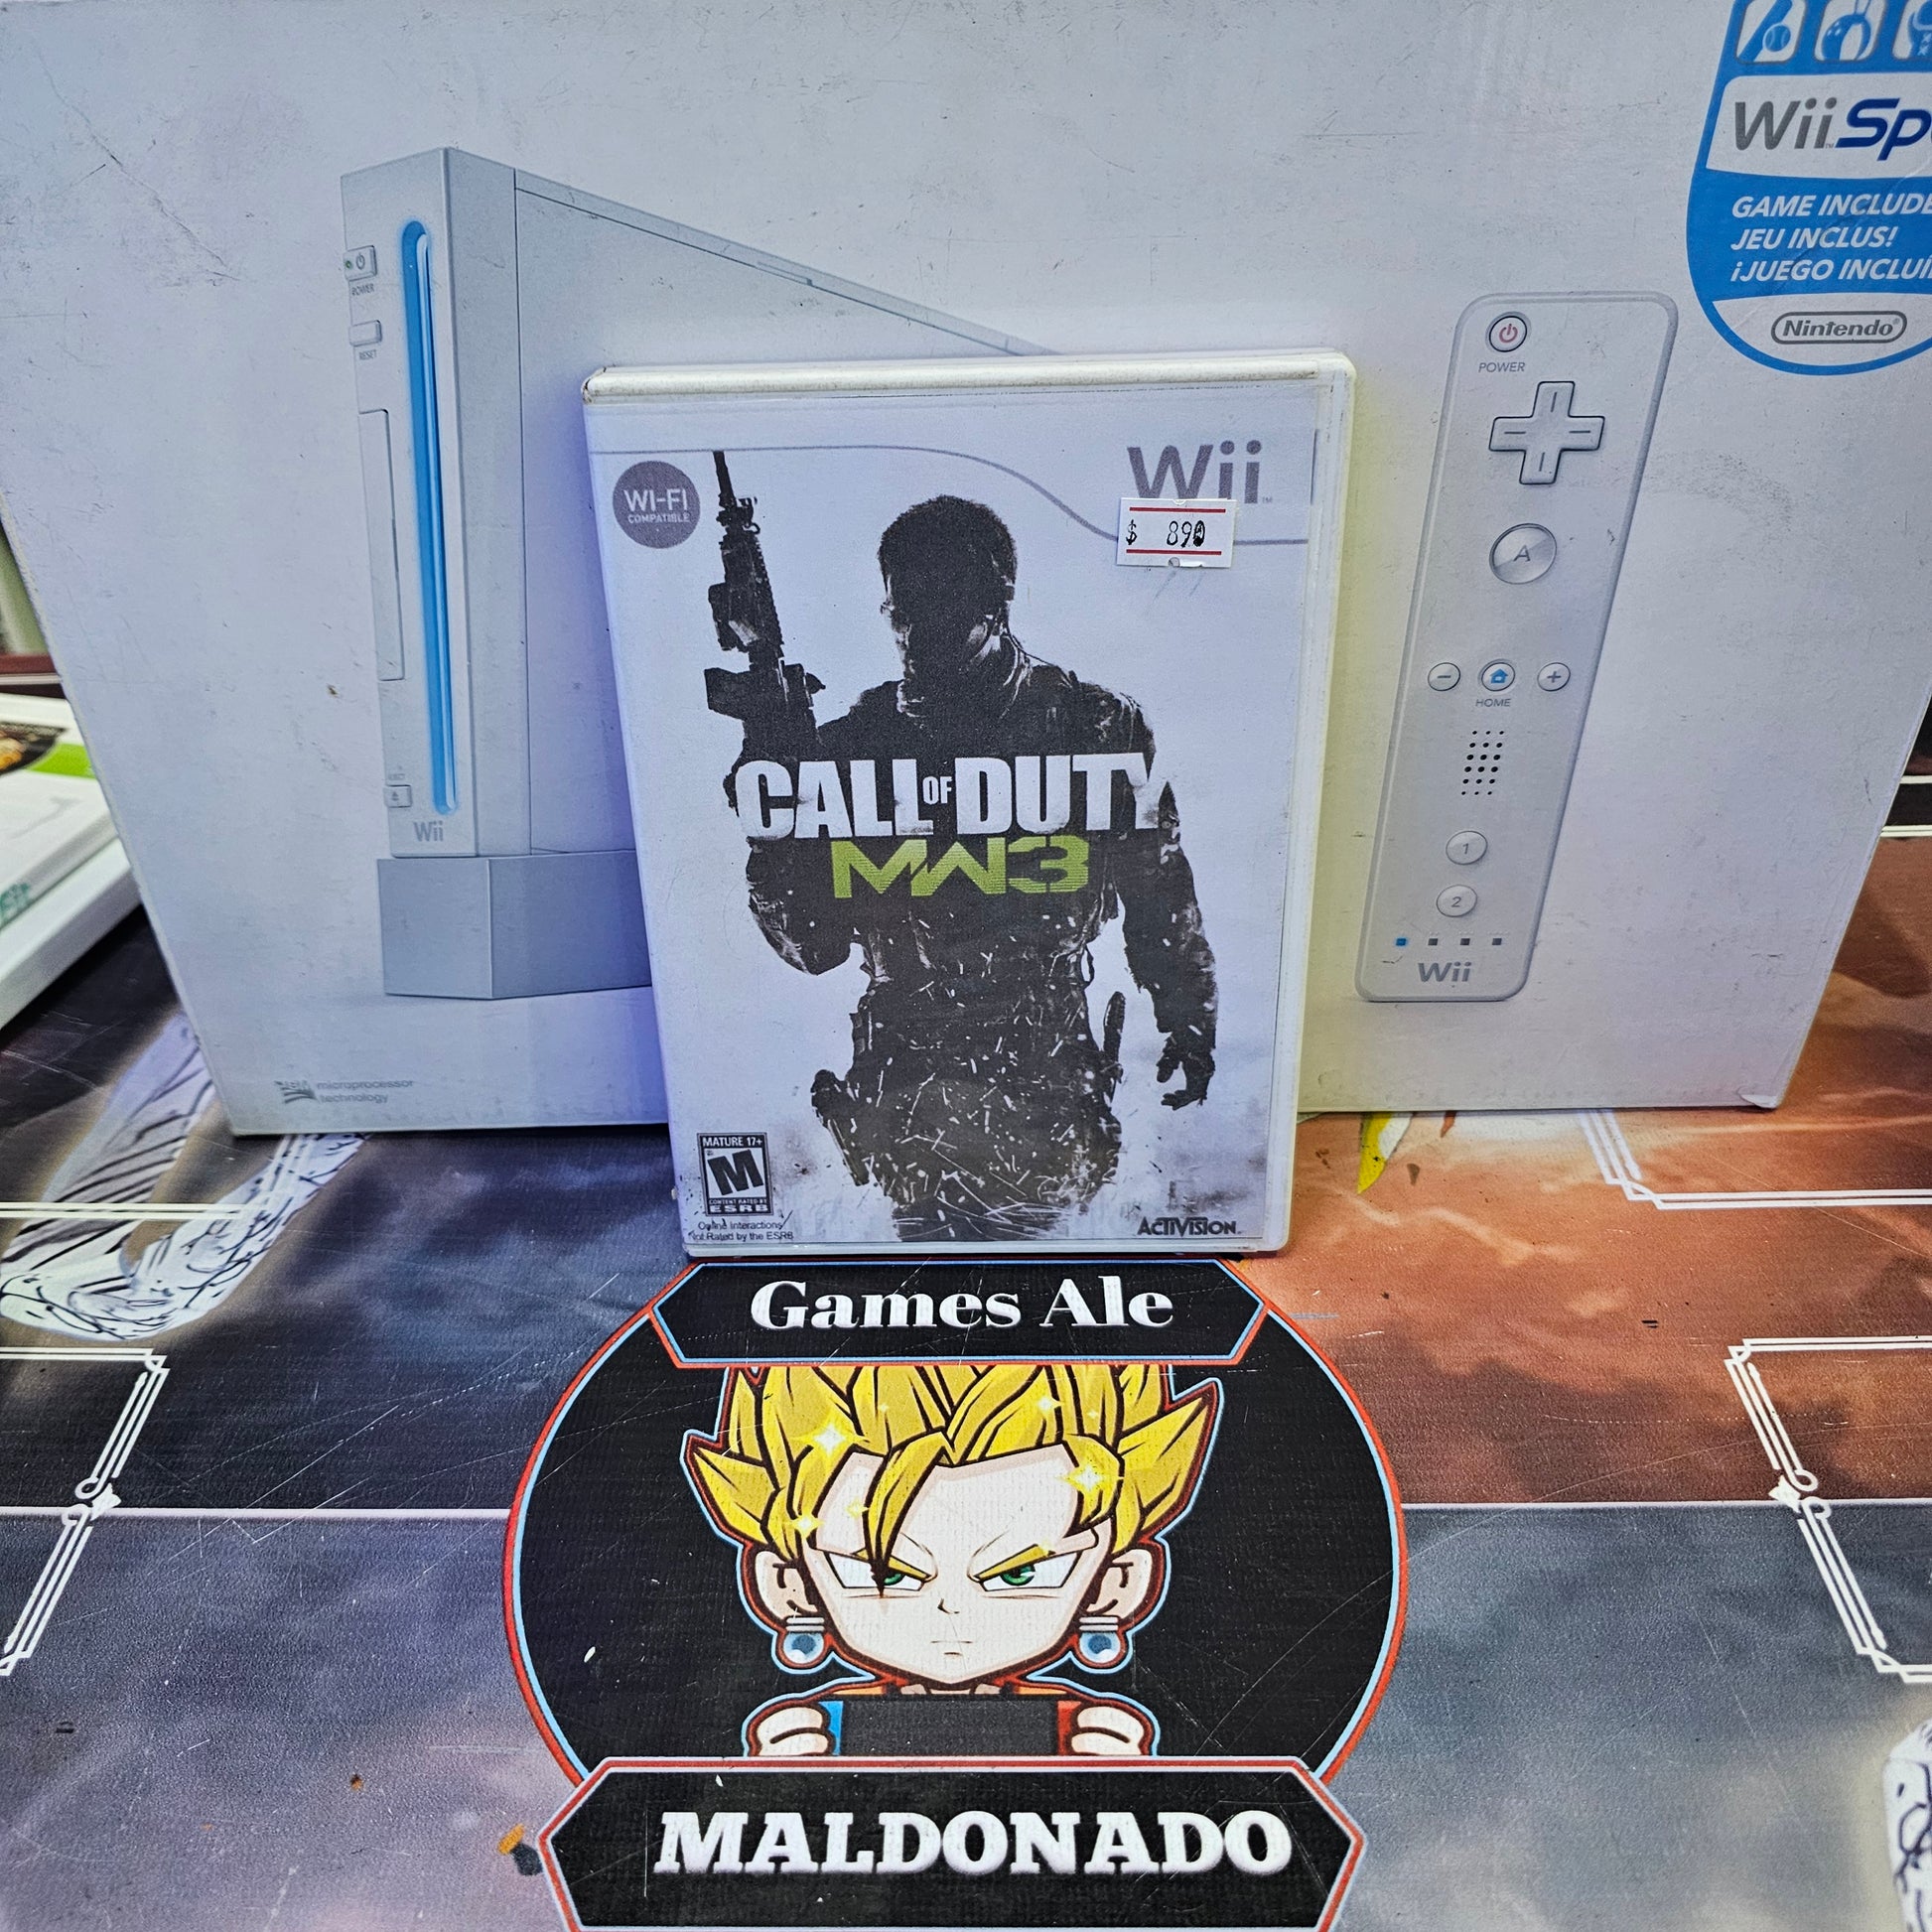 Wii Sp
GAME INCLUDE
JEU INCLUS!
¡JUEGO INCLUI
Nintendo
POWER
RESET
Wii
microprocessor
technology
POWER
A
HOME
1
2
Wii
WI-FI
COMPATIBLE
Wii
$ 890
CALL OF DUTY
MW3
MATURE 17+
M
CONTENT RATED BY
ESRB
Online Interactions
Not Rated by the ESRB
ACTIVISION
Games Ale
MALDONADO